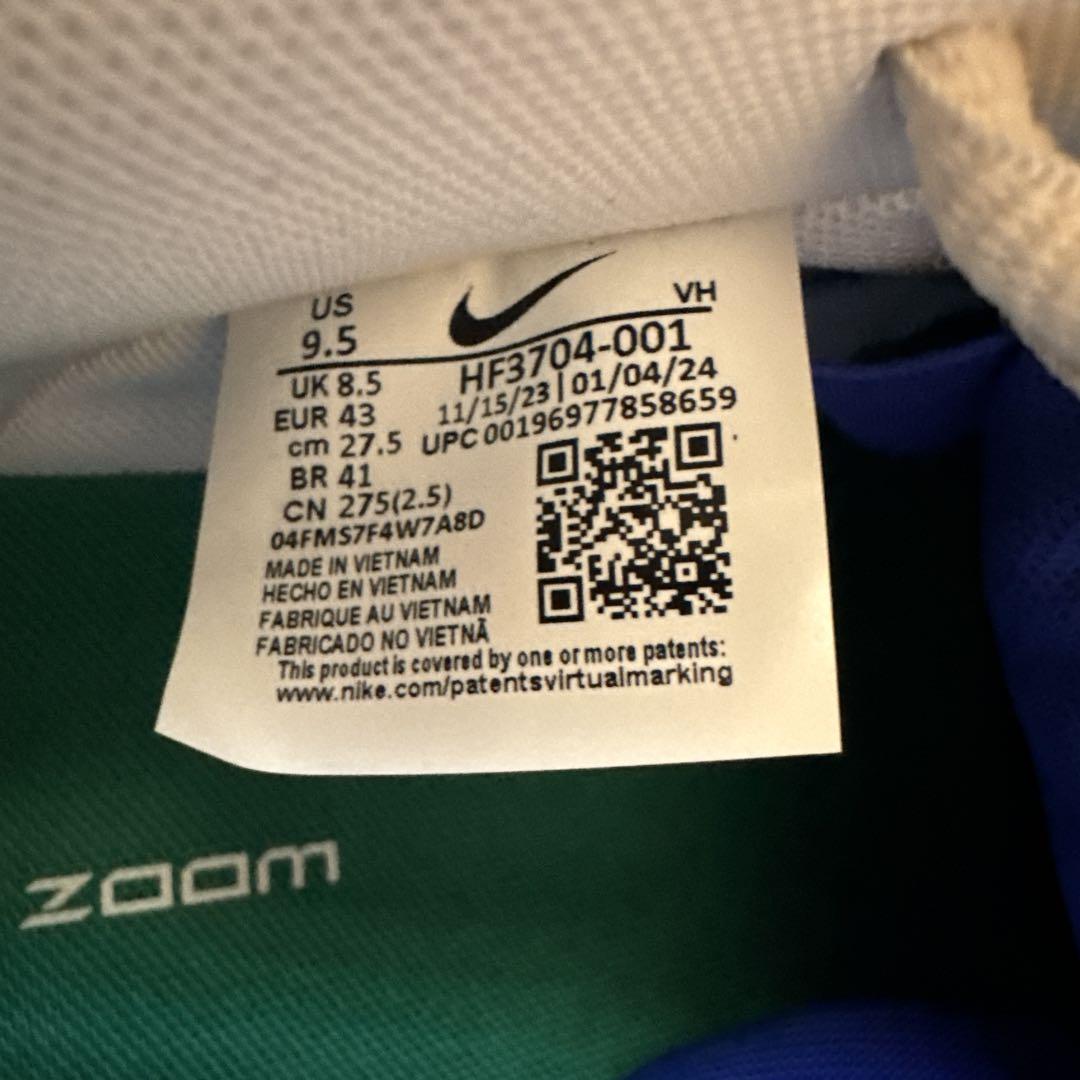 US
9.5
VH
UK 8.5
HF3704-001
EUR 43
11/15/23 | 01/04/24
cm 27.5
UPC 00196977858659
BR 41
CN 275(2.5)
04FMS7F4W7A8D
MADE IN VIETNAM
HECHO EN VIETNAM
FABRIQUE AU VIETNAM
FABRICADO NO VIETNÃ
This product is covered by one or more patents:
www.nike.com/patentsvirtualmarking
zoom